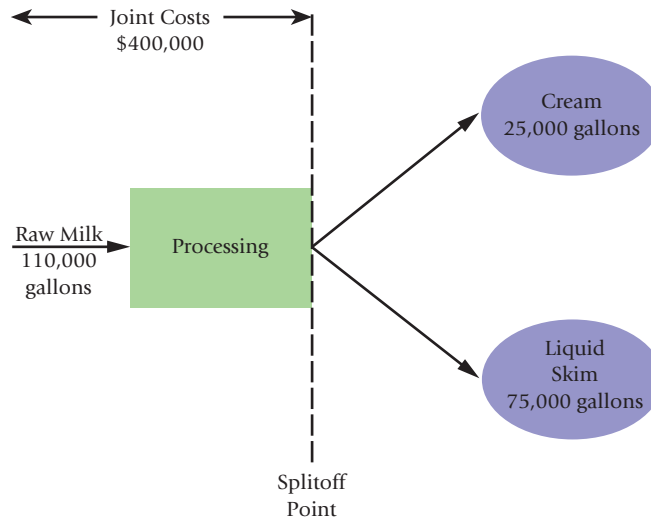 Joint Costs
$400,000
Cream
25,000 gallons
Raw Milk
110,000
gallons
Processing
Liquid
Skim
75,000 gallons
Splitoff
Point